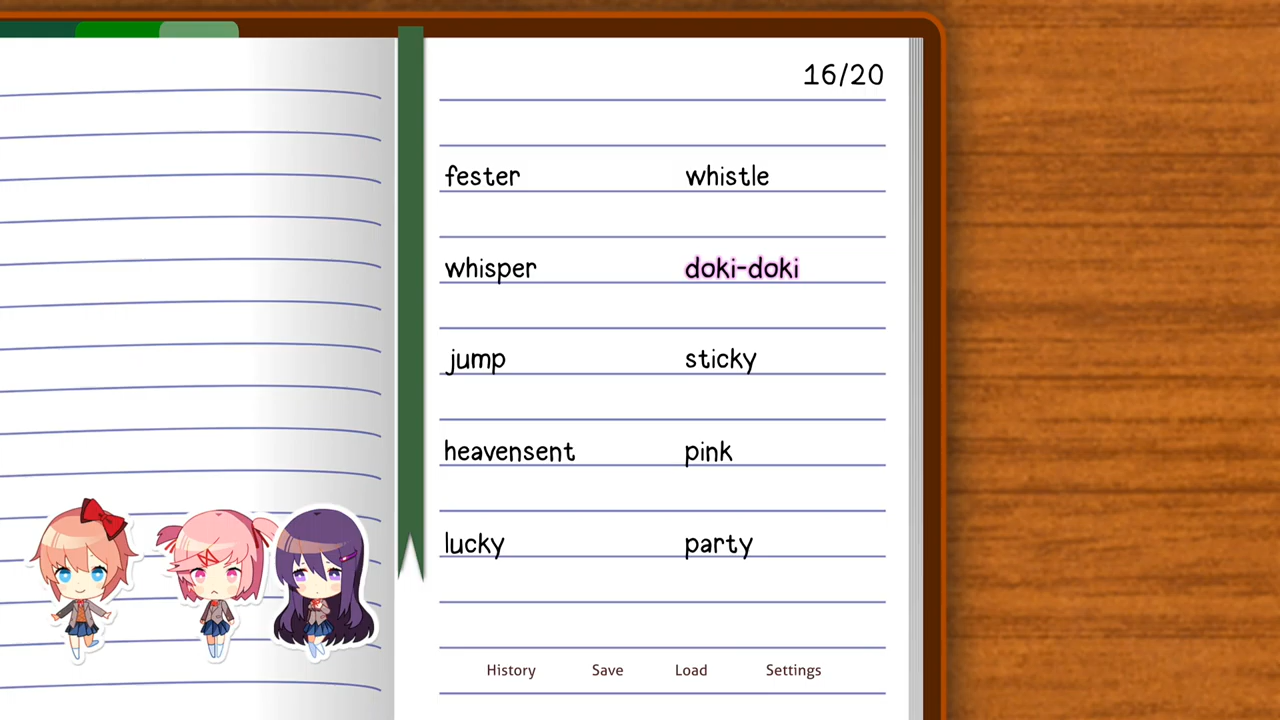 16/20
fester whistle
whisper doki-doki
jump sticky
heavensent pink
lucky party
History Save Load Settings